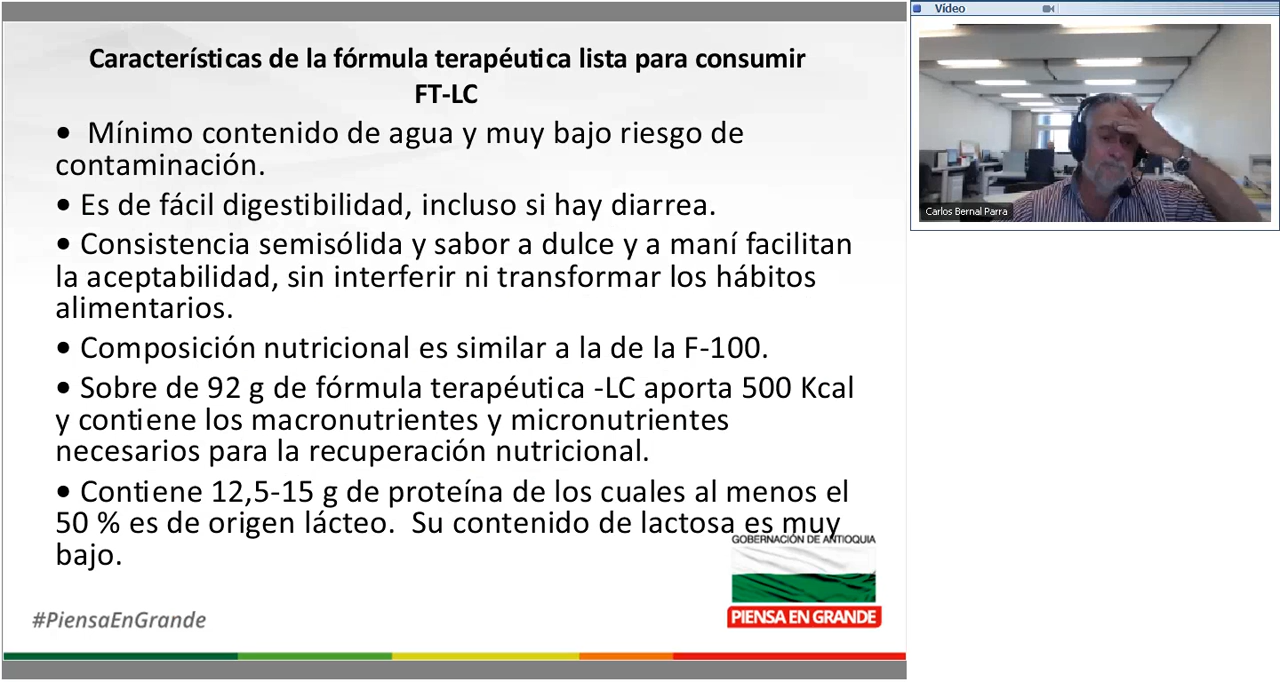 Características de la fórmula terapéutica lista para consumir
FT-LC
• Mínimo contenido de agua y muy bajo riesgo de
contaminación.
• Es de fácil digestibilidad, incluso si hay diarrea.
• Consistencia semisólida y sabor a dulce y a maní facilitan
la aceptabilidad, sin interferir ni transformar los hábitos
alimentarios.
• Composición nutricional es similar a la de la F-100.
• Sobre de 92 g de fórmula terapéutica -LC aporta 500 Kcal
y contiene los macronutrientes y micronutrientes
necesarios para la recuperación nutricional.
• Contiene 12,5-15 g de proteína de los cuales al menos el
50 % es de origen lácteo. Su contenido de lactosa es muy
bajo.
GOBERNACIÓN DE ANTIOQUIA
PIENSA EN GRANDE
#PiensaEnGrande
Vídeo
Carlos Bernal Parra